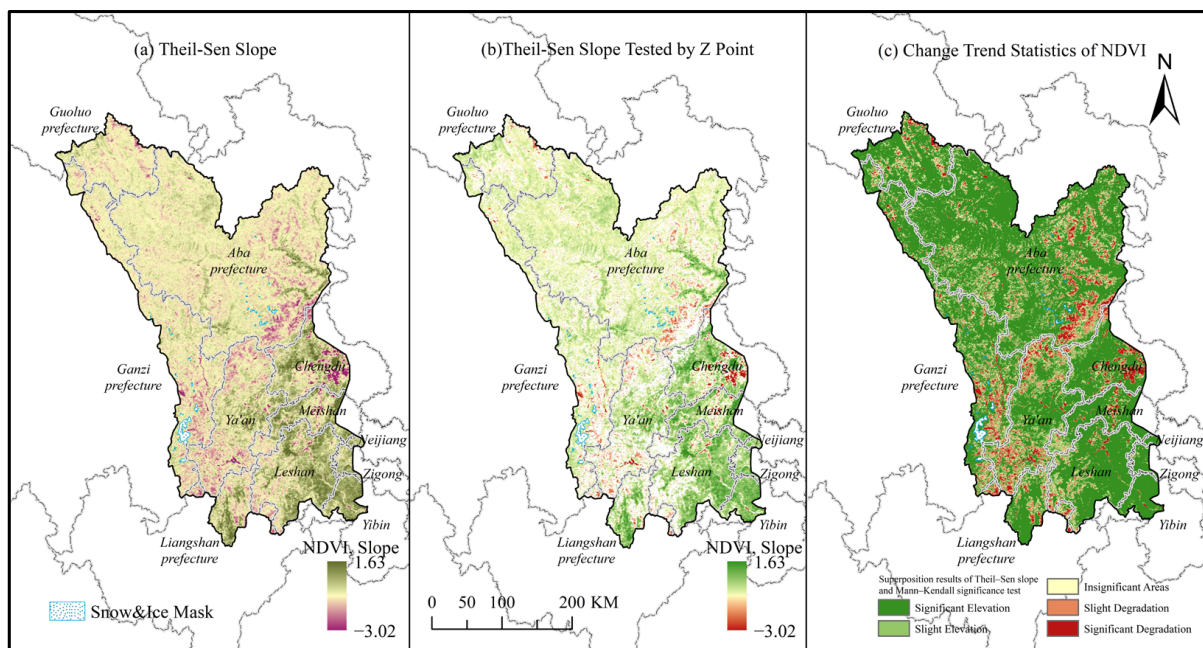 (a) Theil-Sen Slope
Guoluo
prefecture
Aba
prefecture
Ganzi
prefecture
Chengdu
Meishan
Ya'an
Neijiang
Leshan
Zigong
Yibin
Liangshan
prefecture
NDVI, Slope
1.63
−3.02
Snow&Ice Mask
(b)Theil-Sen Slope Tested by Z Point
Guoluo
prefecture
Aba
prefecture
Ganzi
prefecture
Chengdu
Meishan
Ya'an
Neijiang
Leshan
Zigong
Yibin
Liangshan
prefecture
NDVI, Slope
1.63
−3.02
0 50 100 200 KM
(c) Change Trend Statistics of NDVI
N
Guoluo
prefecture
Aba
prefecture
Ganzi
prefecture
Chengdu
Meishan
Ya'an
Neijiang
Leshan
Zigong
Yibin
Liangshan
prefecture
Superposition results of Theil–Sen slope
and Mann–Kendall significance test
Significant Elevation
Slight Elevation
Insignificant Areas
Slight Degradation
Significant Degradation